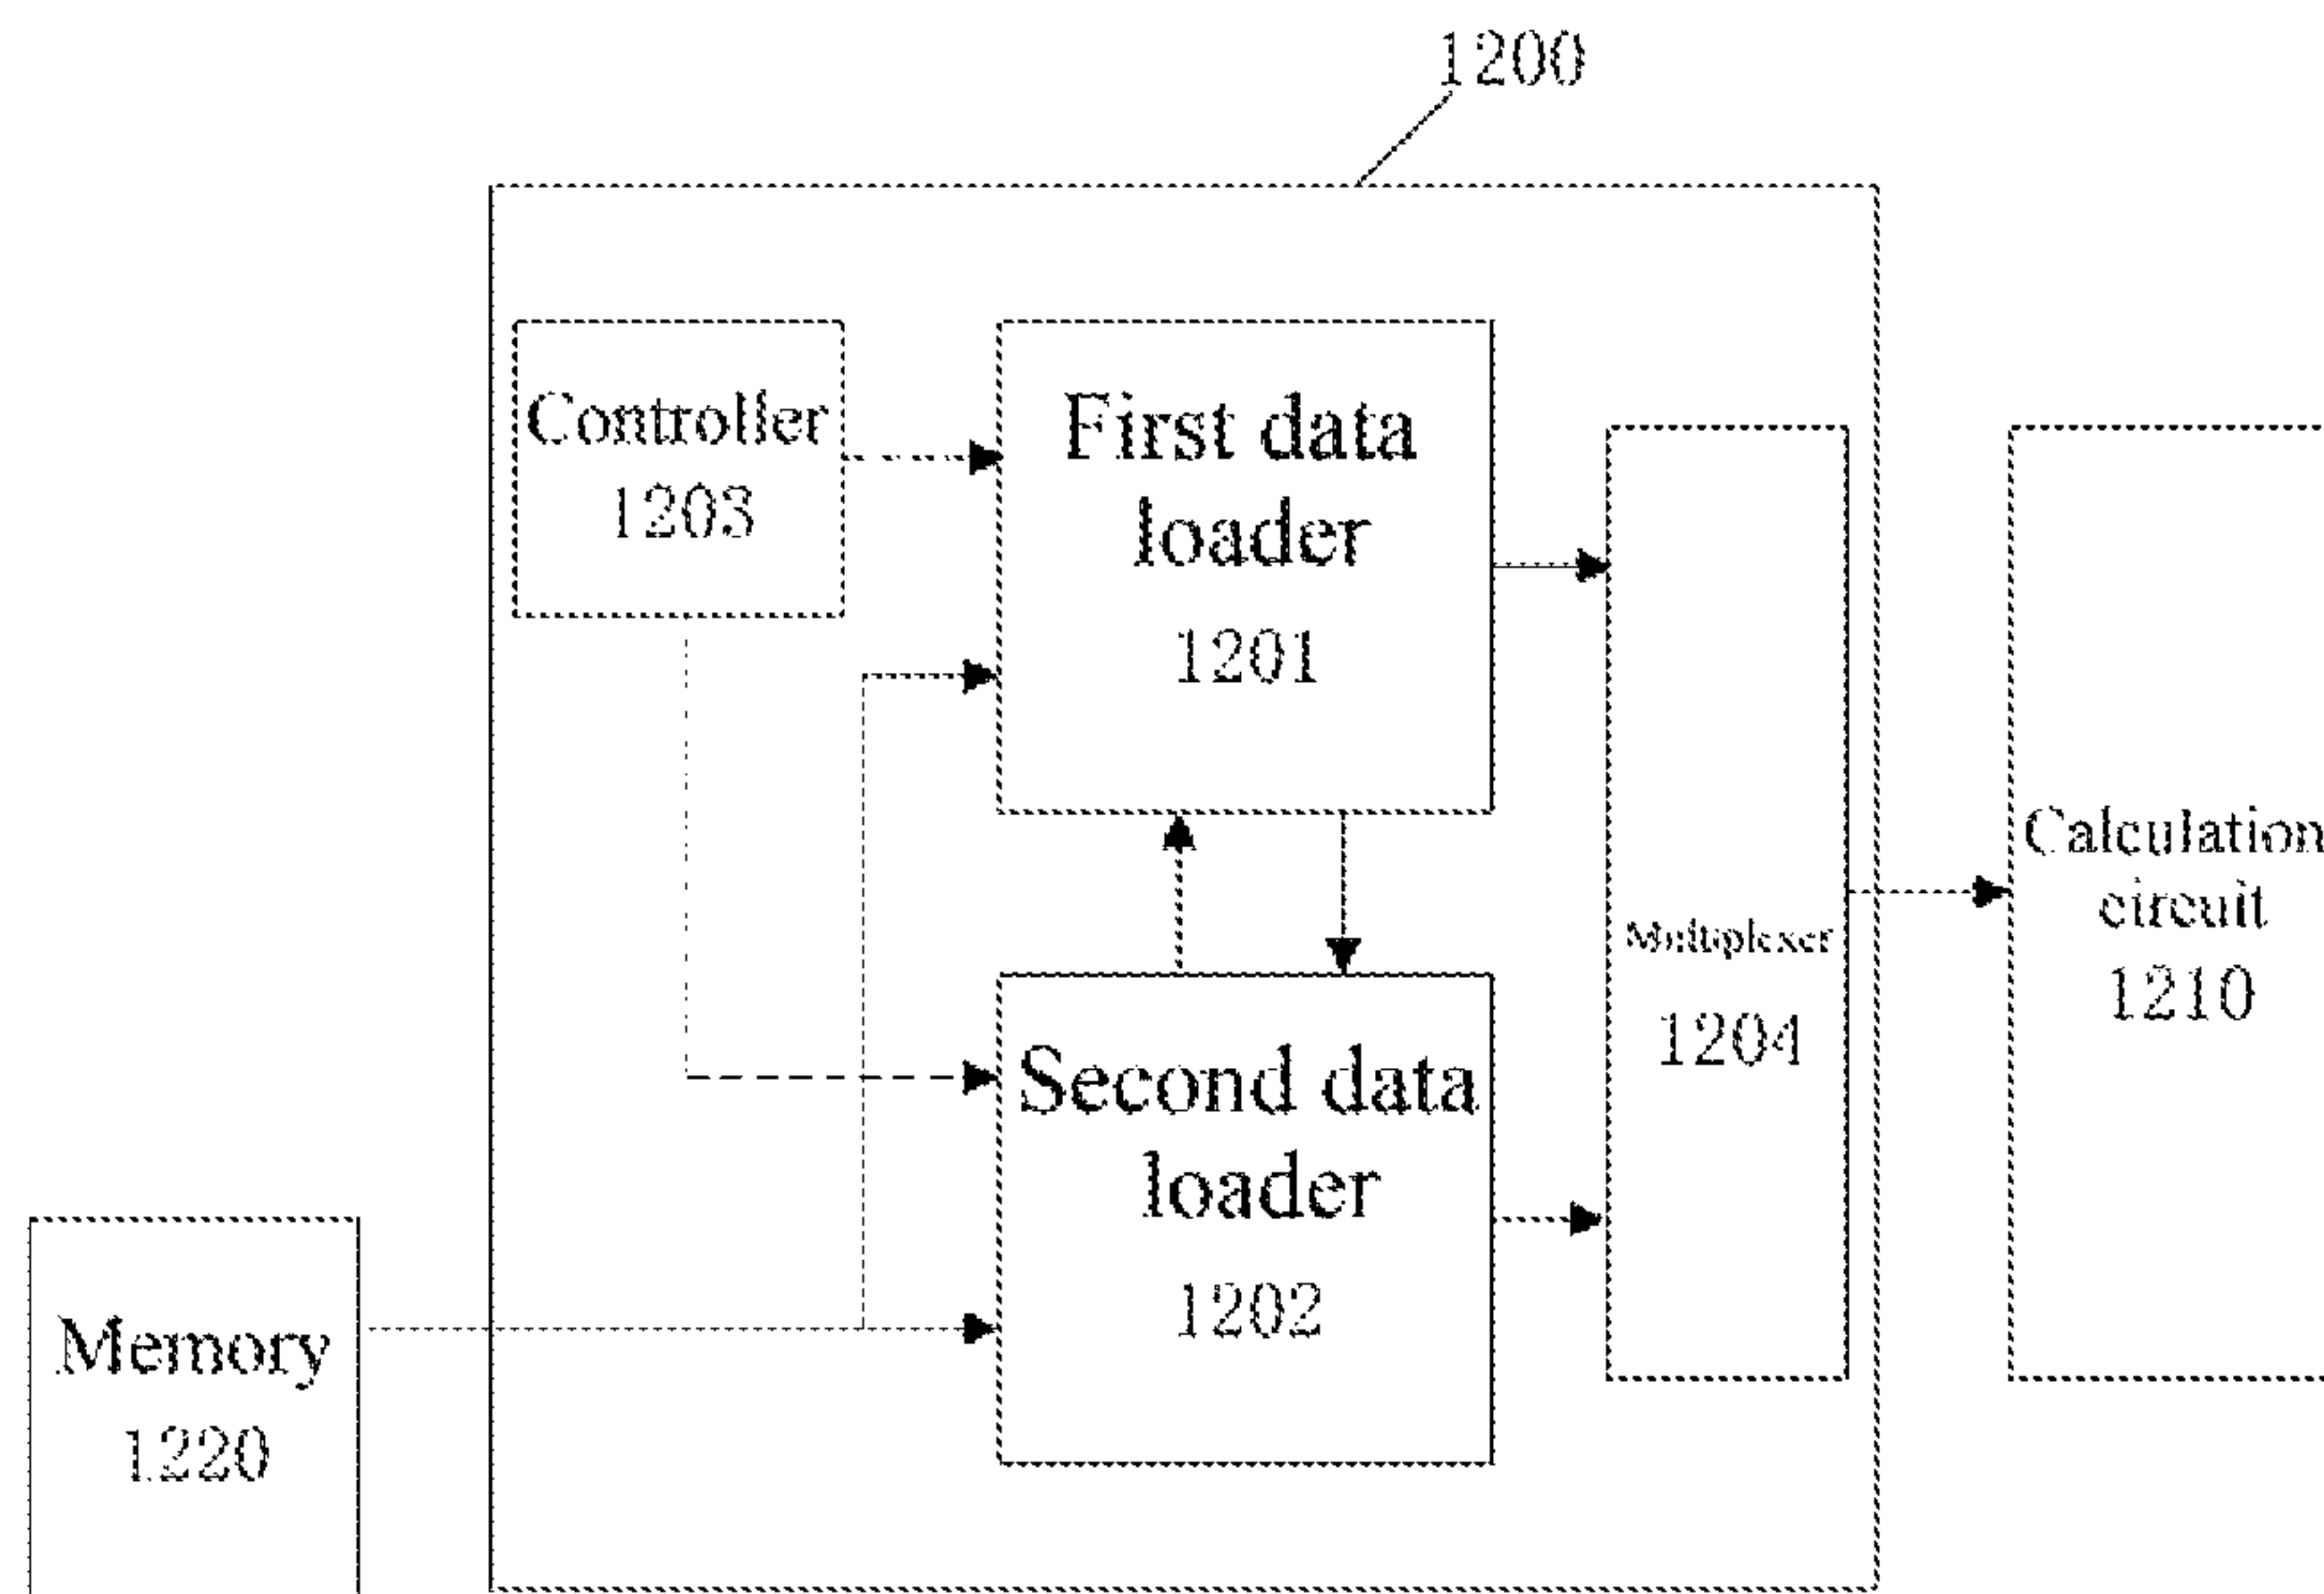 1200
Controller
1203
First data
loader
1201
Multiplexer
1204
Calculation
circuit
1210
Second data
loader
1202
Memory
1220